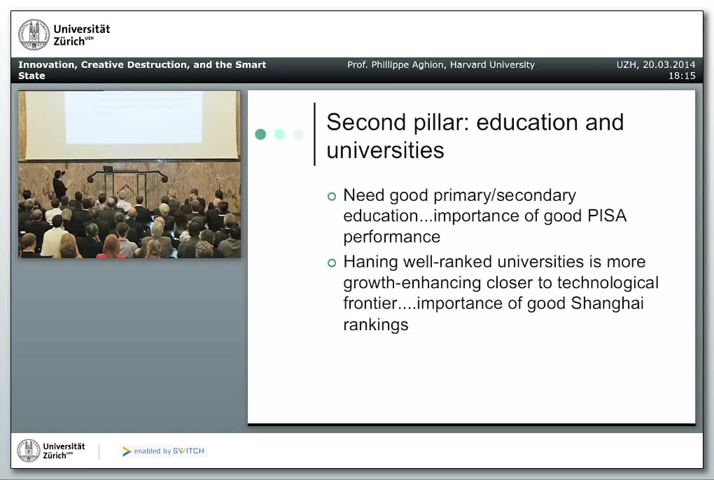 Universität
Zürich UZH
Innovation, Creative Destruction, and the Smart
State
Prof. Phillippe Aghion, Harvard University
UZH, 20.03.2014
18:15
Second pillar: education and
universities
Need good primary/secondary
education...importance of good PISA
performance
Haning well-ranked universities is more
growth-enhancing closer to technological
frontier....importance of good Shanghai
rankings
Universität
Zürich UZH
enabled by SWITCH